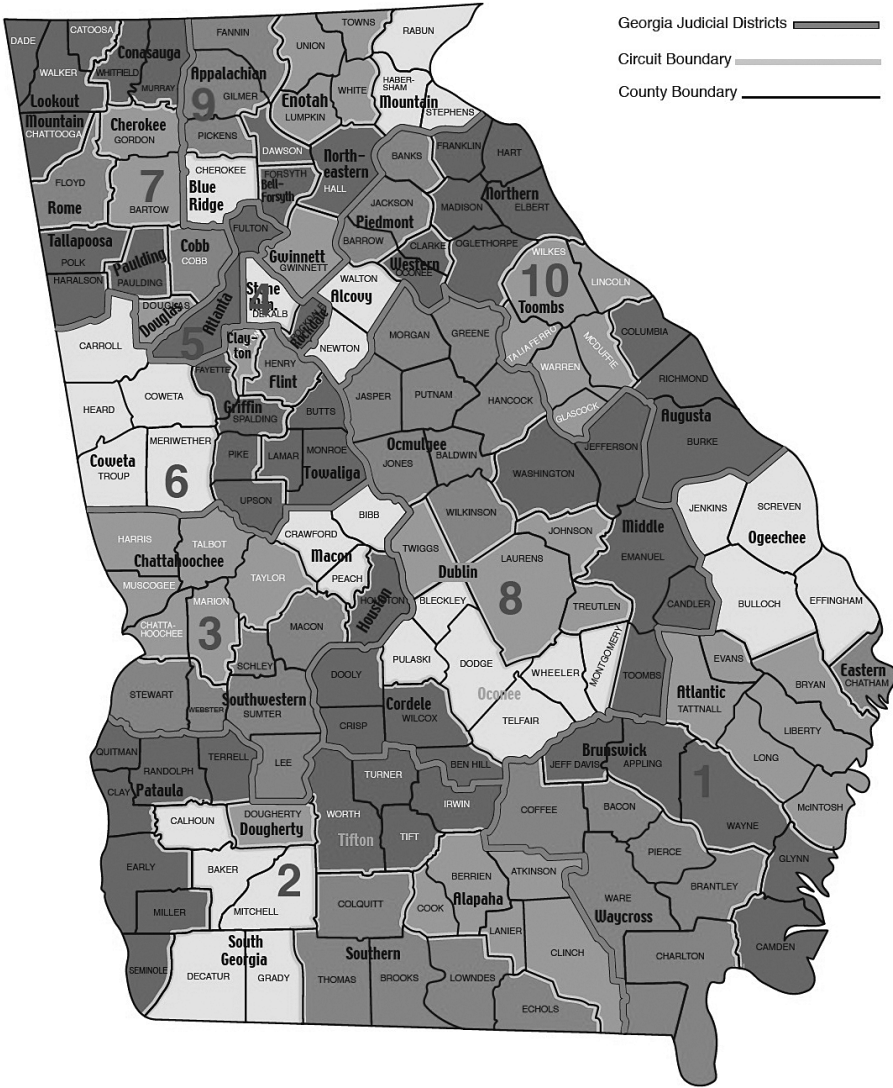 Georgia Judicial Districts
Circuit Boundary
County Boundary
DADE
CATOOSA
WHITFIELD
Conasauga
MURRAY
WALKER
Lookout
Mountain
CHATTOOGA
FANNIN
Appalachian
9
GILMER
PICKENS
UNION
TOWNS
RABUN
Enotah
LUMPKIN
WHITE
HABER-
SHAM
Mountain
STEPHENS
Cherokee
GORDON
7
BARTOW
FLOYD
Rome
CHEROKEE
Blue
Ridge
DAWSON
FORSYTH
Bell-
Forsyth
North-
eastern
HALL
BANKS
FRANKLIN
HART
Northern
MADISON
ELBERT
JACKSON
Piedmont
BARROW
CLARKE
Western
OCONEE
OGLETHORPE
Tallapoosa
POLK
HARALSON
Paulding
PAULDING
Cobb
COBB
FULTON
Atlanta
5
Gwinnett
GWINNETT
DOUGLAS
Douglas
Stone
Mtn.
4
DEKALB
Rockdale
WALTON
Alcovy
NEWTON
WILKES
10
Toombs
LINCOLN
TALIAFERRO
WARREN
McDUFFIE
GLASCOCK
COLUMBIA
RICHMOND
Augusta
BURKE
CARROLL
HEARD
COWETA
Coweta
TROUP
MERIWETHER
6
Clay-
ton
HENRY
Flint
FAYETTE
Griffin
SPALDING
PIKE
UPSON
BUTTS
LAMAR
MONROE
Towaliga
MORGAN
GREENE
JASPER
PUTNAM
HANCOCK
Ocmulgee
JONES
BALDWIN
WILKINSON
WASHINGTON
JEFFERSON
Middle
EMANUEL
CANDLER
TOOMBS
JENKINS
SCREVEN
Ogeechee
BULLOCH
EFFINGHAM
HARRIS
TALBOT
Chattahoochee
MUSCOGEE
CHATTA-
HOOCHEE
MARION
3
TAYLOR
CRAWFORD
BIBB
Macon
PEACH
HOUSTON
Houston
TWIGGS
Dublin
LAURENS
8
JOHNSON
TREUTLEN
BLECKLEY
PULASKI
DODGE
Oconee
WHEELER
MONTGOMERY
TELFAIR
MACON
SCHLEY
STEWART
WEBSTER
Southwestern
SUMTER
LEE
DOOLY
CRISP
Cordele
WILCOX
BEN HILL
EVANS
Atlantic
TATTNALL
BRYAN
LIBERTY
LONG
McINTOSH
Eastern
CHATHAM
QUITMAN
RANDOLPH
TERRELL
CLAY
Pataula
EARLY
MILLER
SEMINOLE
CALHOUN
DOUGHERTY
Dougherty
BAKER
MITCHELL
2
South
Georgia
DECATUR
GRADY
TURNER
WORTH
TIFT
IRWIN
Tifton
Brunswick
JEFF DAVIS
APPLING
1
WAYNE
GLYNN
CAMDEN
COFFEE
BACON
PIERCE
BRANTLEY
WARE
Waycross
CHARLTON
BERRIEN
ATKINSON
Alapaha
COOK
LANIER
CLINCH
COLQUITT
Southern
THOMAS
BROOKS
LOWNDES
ECHOLS